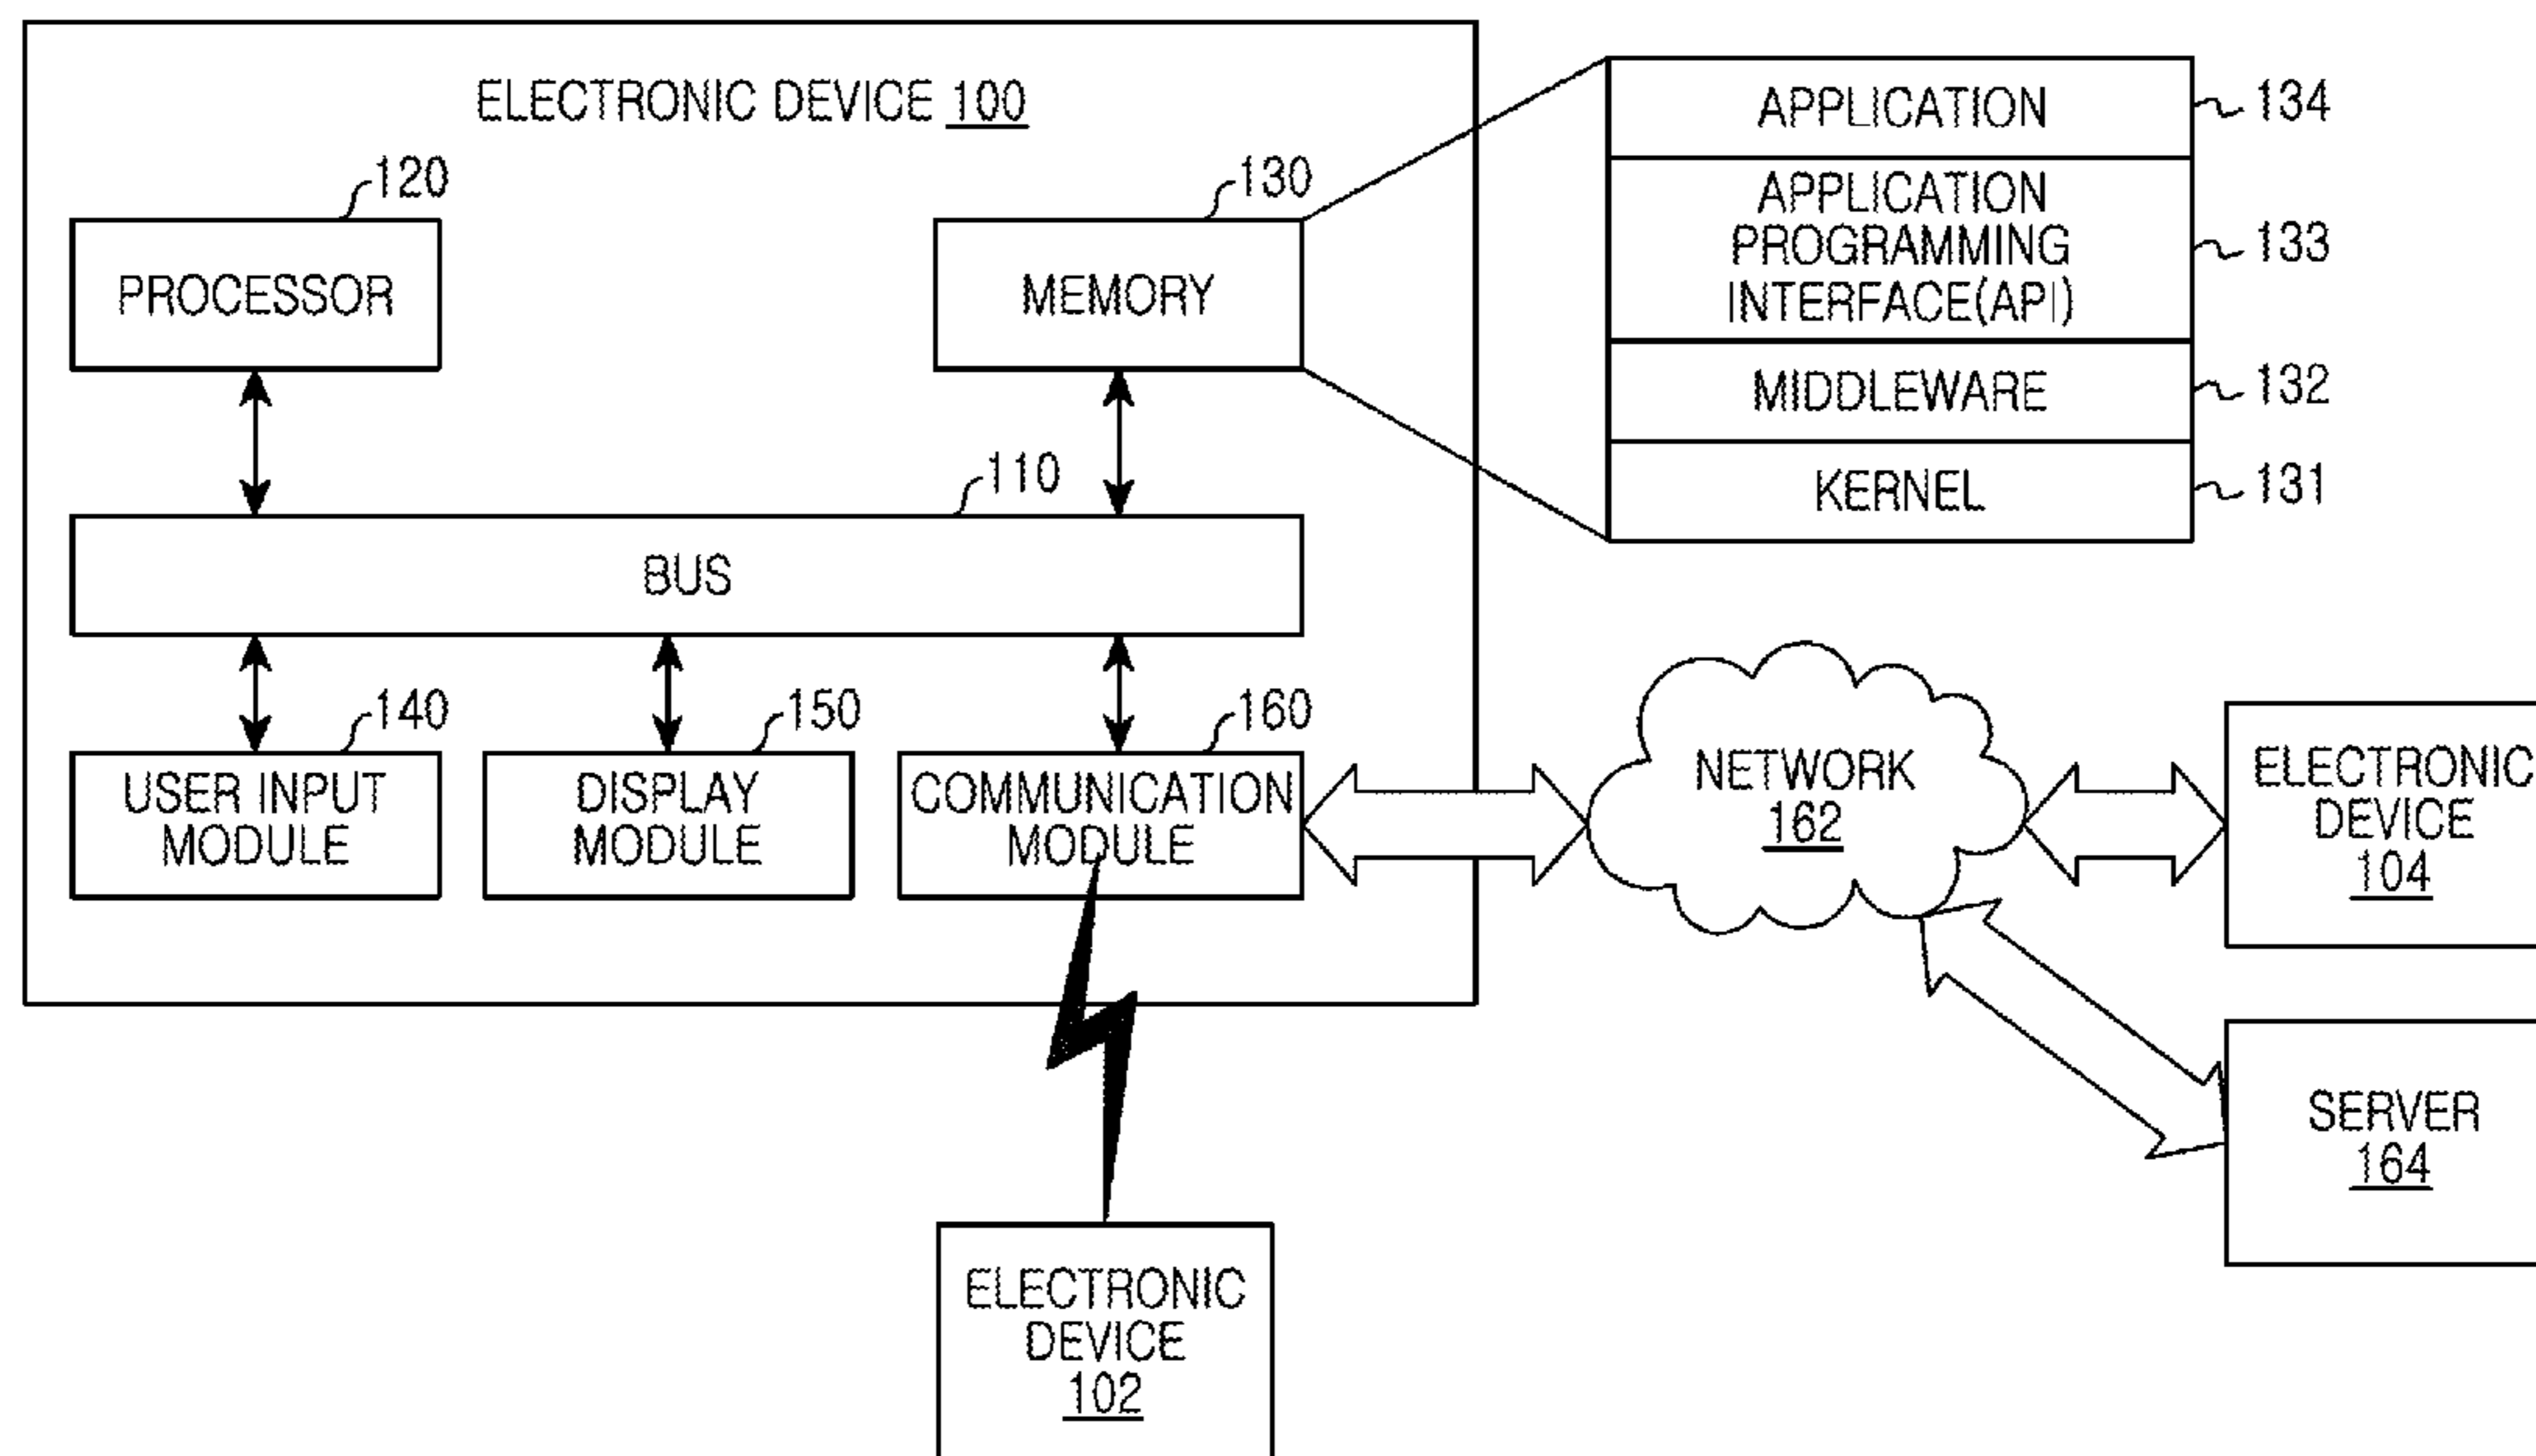 ELECTRONIC DEVICE 100
120
PROCESSOR
130
MEMORY
APPLICATION
134
APPLICATION
PROGRAMMING
INTERFACE(API)
133
MIDDLEWARE
132
KERNEL
131
110
BUS
140
USER INPUT
MODULE
150
DISPLAY
MODULE
160
COMMUNICATION
MODULE
NETWORK
162
ELECTRONIC
DEVICE
104
SERVER
164
ELECTRONIC
DEVICE
102